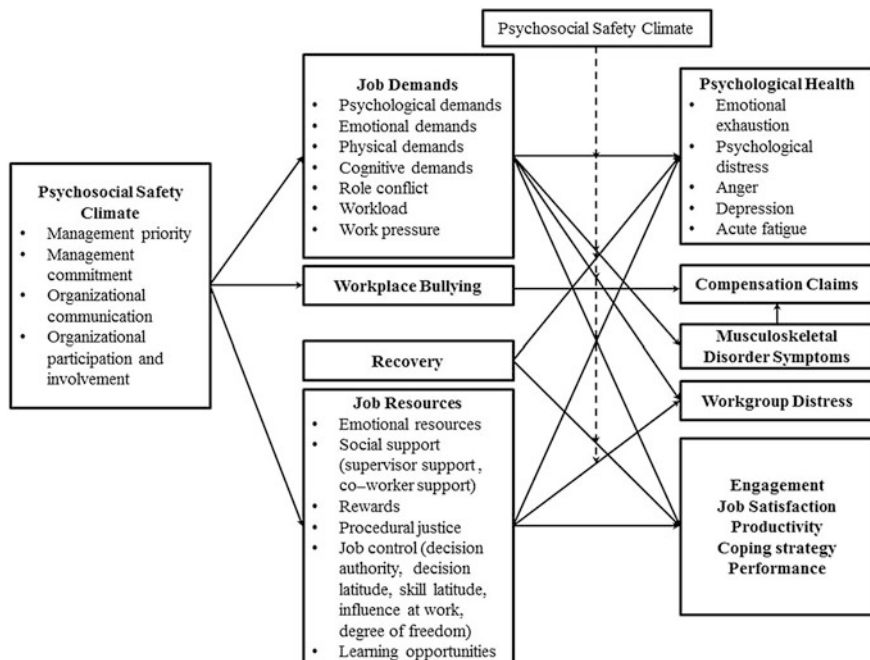 Psychosocial Safety Climate
Psychosocial Safety
Climate
• Management priority
• Management
commitment
• Organizational
communication
• Organizational
participation and
involvement
Job Demands
• Psychological demands
• Emotional demands
• Physical demands
• Cognitive demands
• Role conflict
• Workload
• Work pressure
Workplace Bullying
Recovery
Job Resources
• Emotional resources
• Social support
(supervisor support,
co–worker support)
• Rewards
• Procedural justice
• Job control (decision
authority, decision
latitude, skill latitude,
influence at work,
degree of freedom)
• Learning opportunities
Psychological Health
• Emotional
exhaustion
• Psychological
distress
• Anger
• Depression
• Acute fatigue
Compensation Claims
Musculoskeletal
Disorder Symptoms
Workgroup Distress
Engagement
Job Satisfaction
Productivity
Coping strategy
Performance